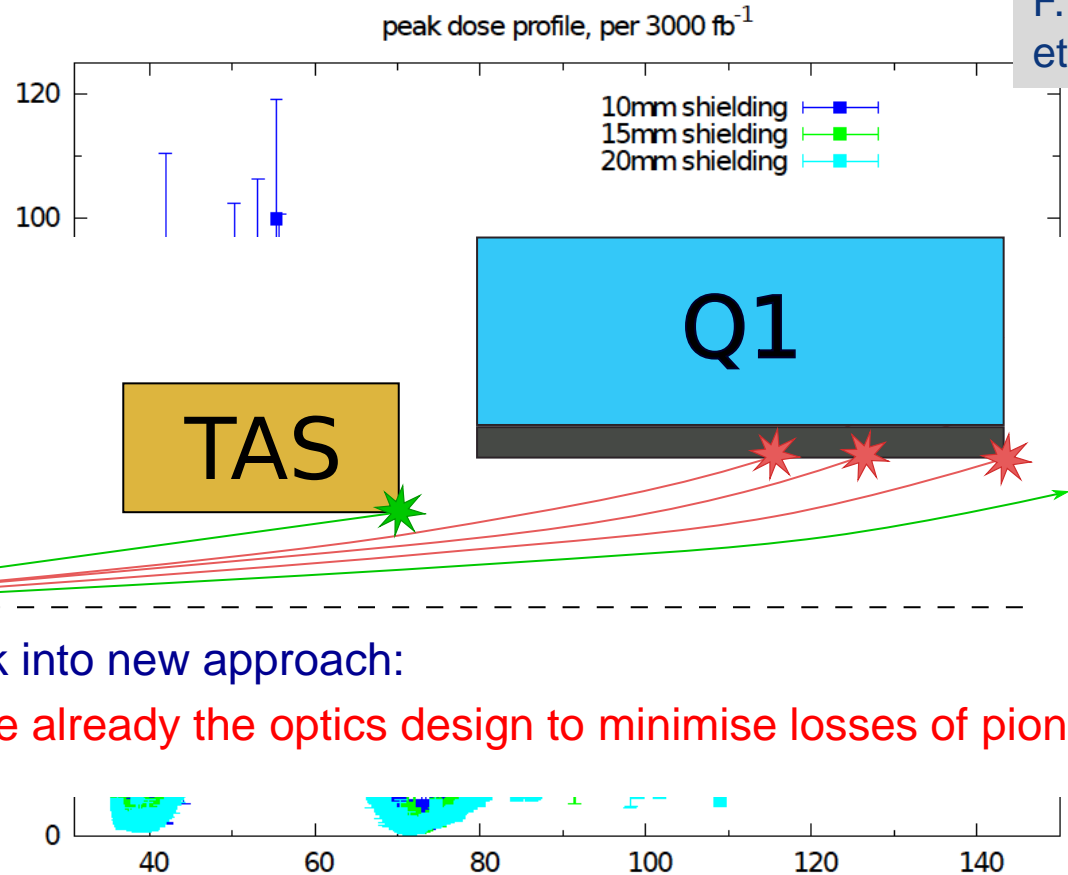 peak dose profile, per 3000 fb-1
F.
et
120
10mm shielding
15mm shielding
20mm shielding
100
Q1
TAS
k into new approach:
e already the optics design to minimise losses of pion
0
40 60 80 100 120 140